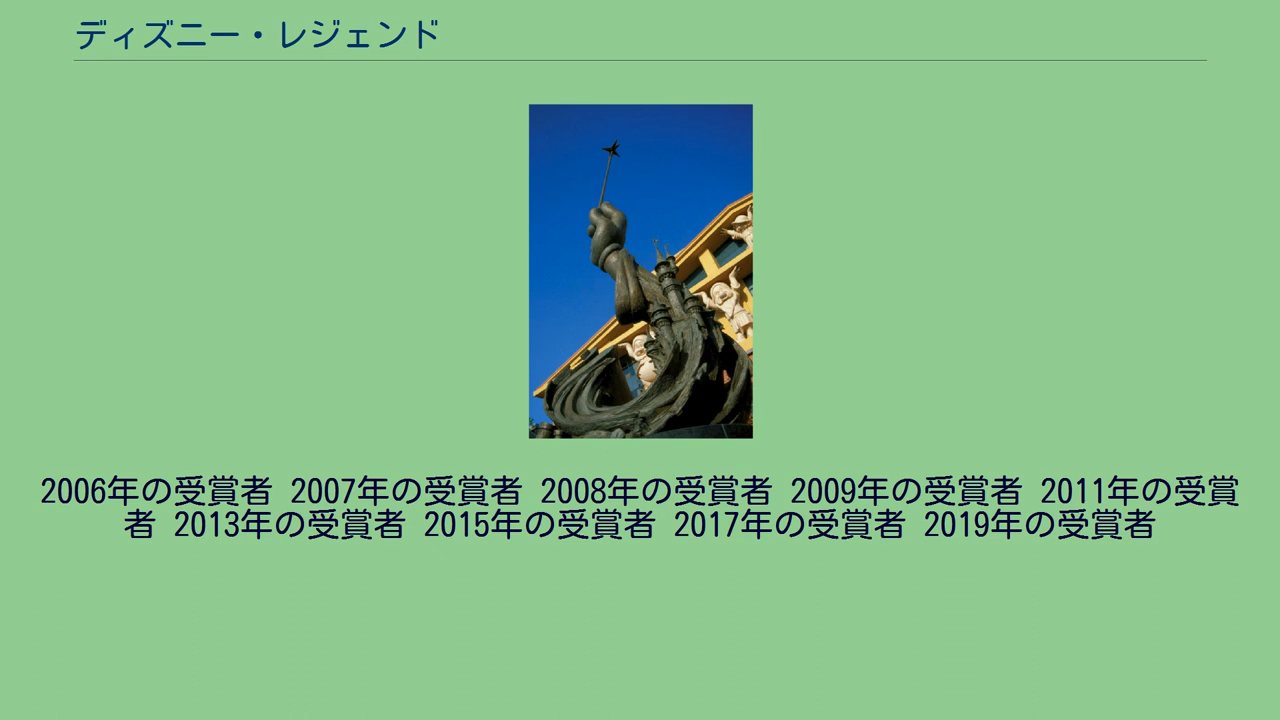 ディズニー・レジェンド
2006年の受賞者 2007年の受賞者 2008年の受賞者 2009年の受賞者 2011年の受賞
者 2013年の受賞者 2015年の受賞者 2017年の受賞者 2019年の受賞者